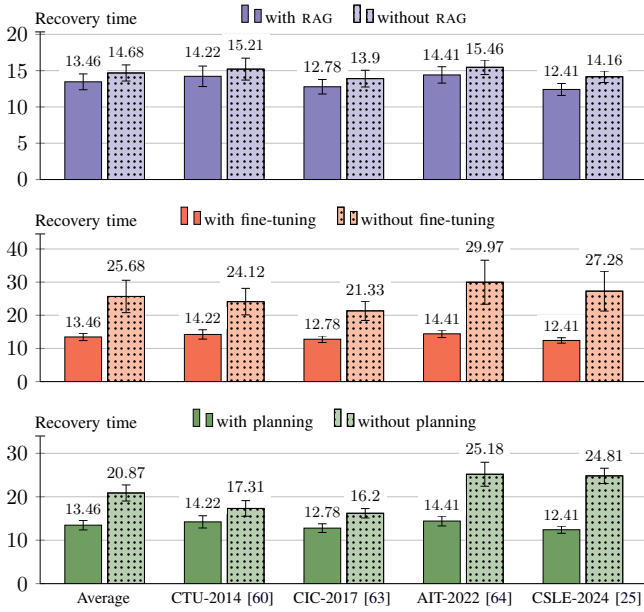 Recovery time
with RAG without RAG
20
15
10
5
0
13.46 14.68 14.22 15.21 12.78 13.9 14.41 15.46 12.41 14.16
Recovery time
with fine-tuning without fine-tuning
40
30
20
10
0
13.46 25.68 14.22 24.12 12.78 21.33 14.41 29.97 12.41 27.28
Recovery time
with planning without planning
30
20
10
0
13.46 20.87 14.22 17.31 12.78 16.2 14.41 25.18 12.41 24.81
Average CTU-2014 [60] CIC-2017 [63] AIT-2022 [64] CSLE-2024 [25]